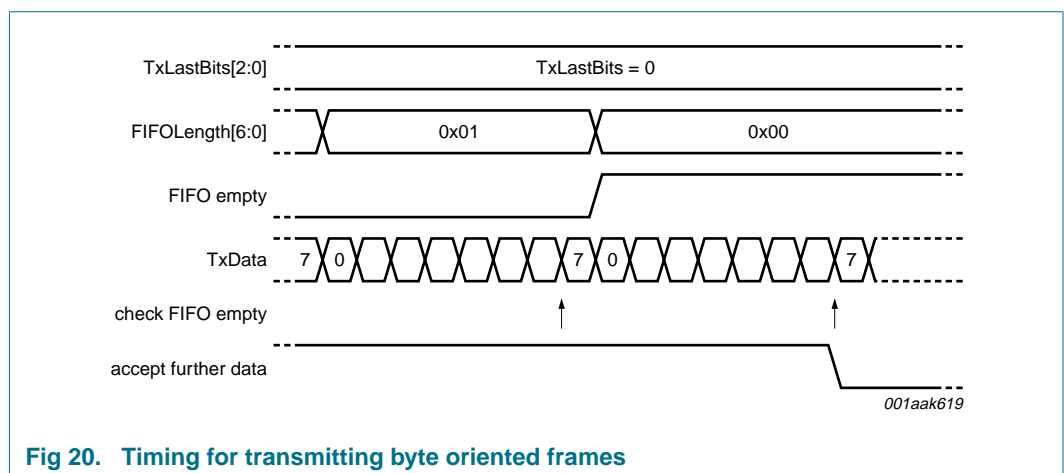 TxLastBits[2:0] TxLastBits = 0
FIFOLength[6:0] 0x01 0x00
FIFO empty
TxData 7 0 7 0 7
check FIFO empty
accept further data
001aak619
Fig 20. Timing for transmitting byte oriented frames